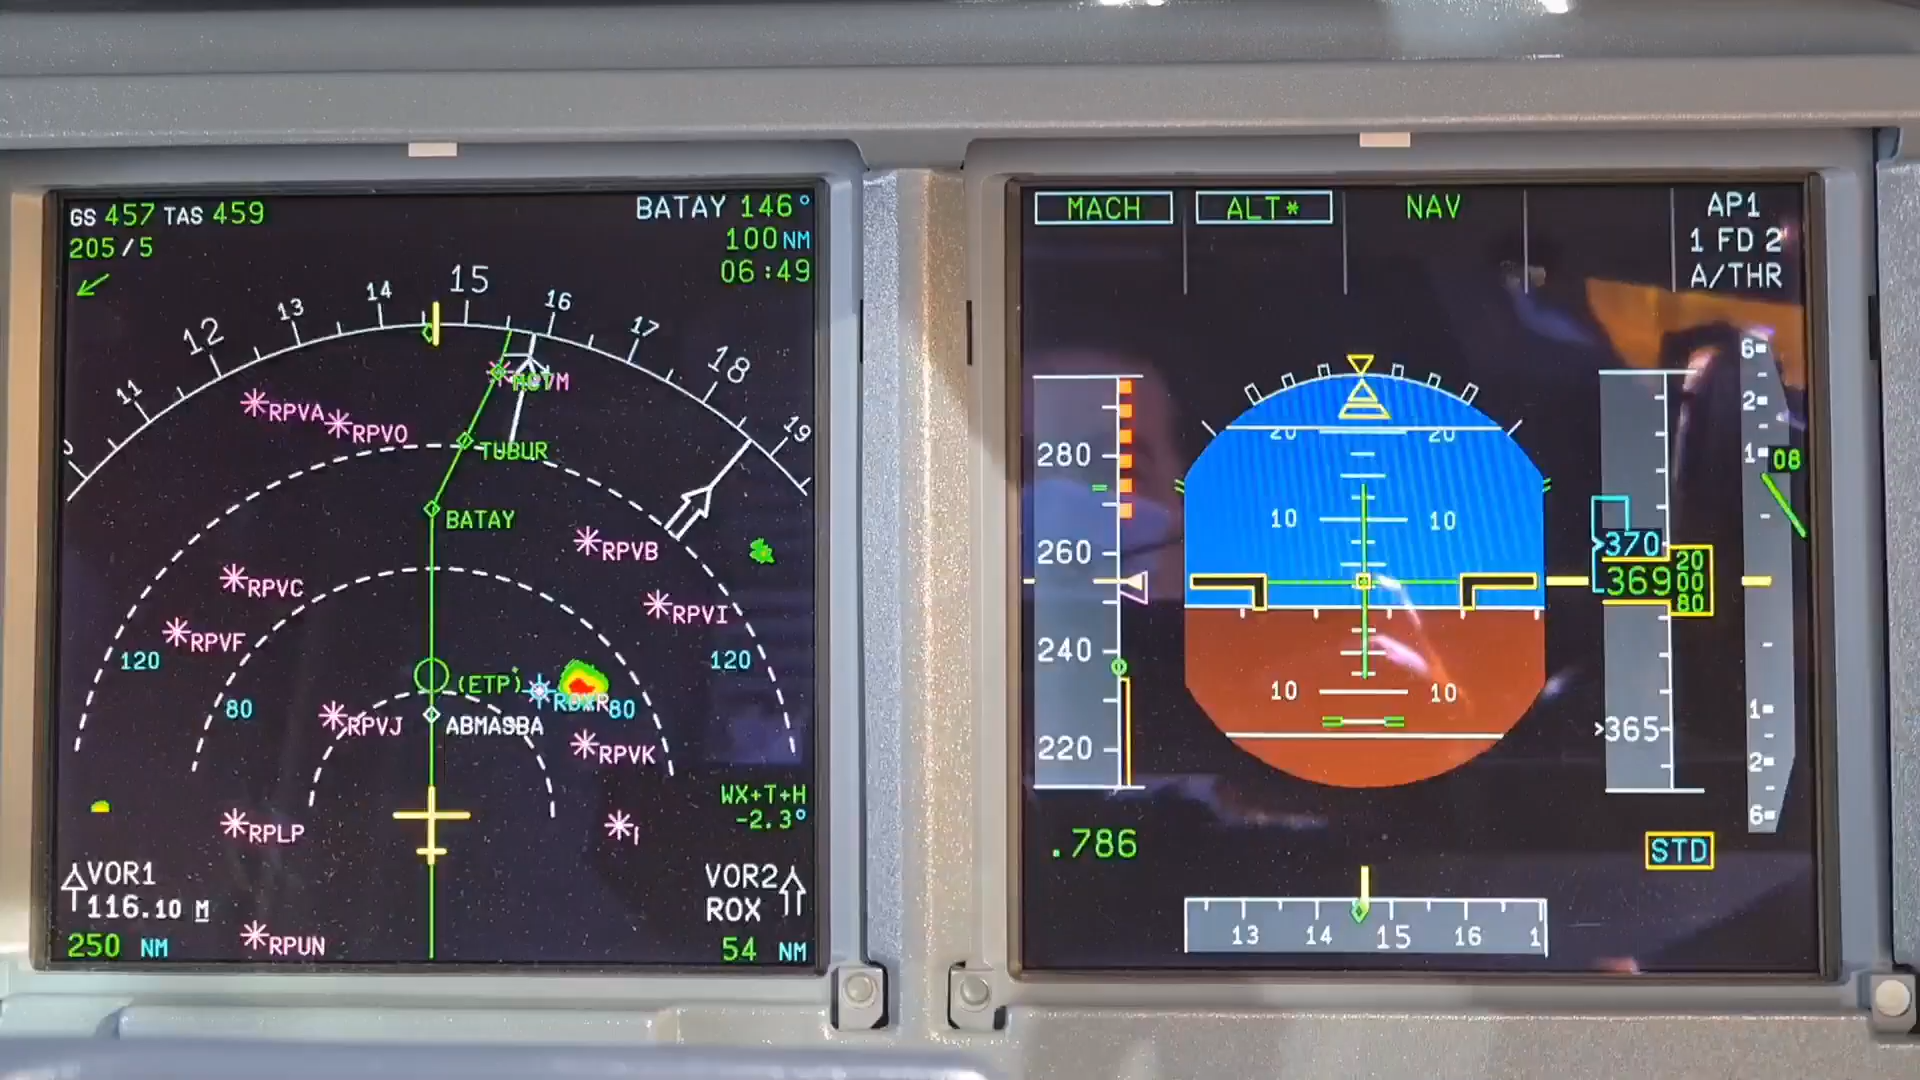 GS 457 TAS 459
205/5
BATAY 146°
100 NM
06:49
11
12
13
14
15
16
17
18
19
RPVA
RPVO
TUBUR
BATAY
RPVB
RPVC
RPVI
RPVF
120
120
(ETP)
80
80
RPVJ
ABMASBA
RPVK
RPLP
WX+T+H
-2.3°
VOR1
116.10 M
250 NM
RPUN
VOR2
ROX
54 NM
MACH
ALT*
NAV
AP1
1 FD 2
A/THR
280
260
240
220
.786
20 20
10 10
10 10
370
369
20
00
80
365
STD
6
2
1
08
1
2
6
13 14 15 16 1